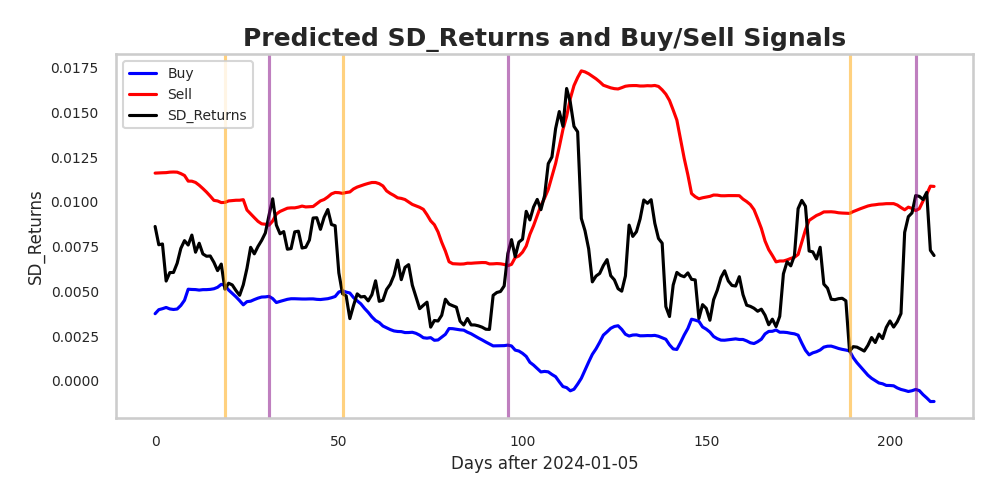 Predicted SD_Returns and Buy/Sell Signals
Buy
Sell
SD_Returns
0.0175
0.0150
0.0125
0.0100
0.0075
0.0050
0.0025
0.0000
SD_Returns
0 50 100 150 200
Days after 2024-01-05